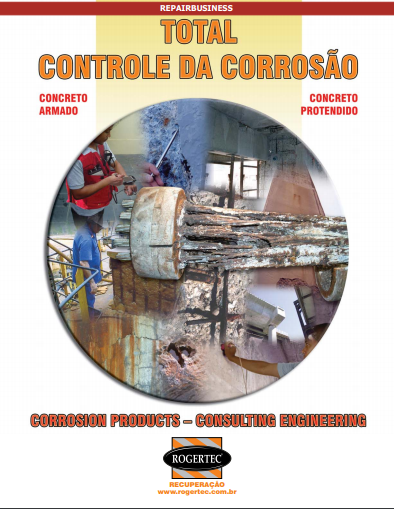 REPAIRBUSINESS
TOTAL
CONTROLE DA CORROSÃO
CONCRETO
ARMADO
CONCRETO
PROTENDIDO
CORROSION PRODUCTS – CONSULTING ENGINEERING
ROGERTEC
RECUPERAÇÃO
www.rogertec.com.br